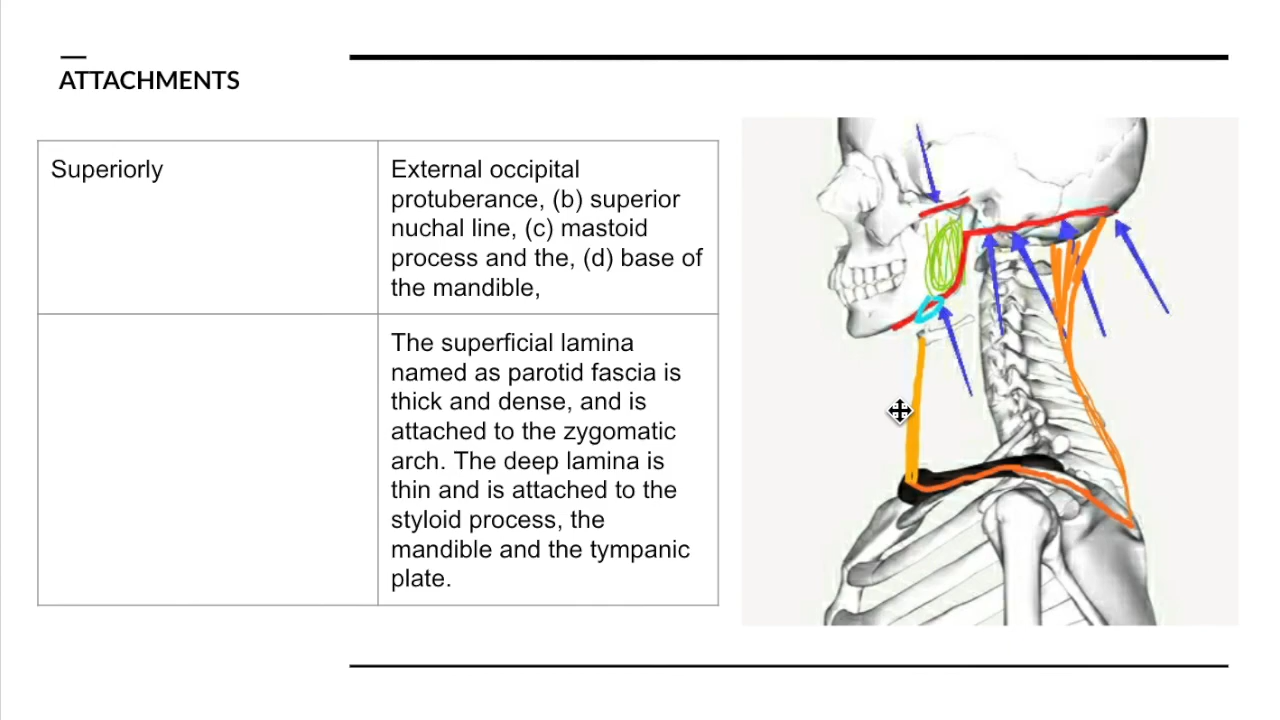 ATTACHMENTS
Superiorly
External occipital
protuberance, (b) superior
nuchal line, (c) mastoid
process and the, (d) base of
the mandible,
The superficial lamina
named as parotid fascia is
thick and dense, and is
attached to the zygomatic
arch. The deep lamina is
thin and is attached to the
styloid process, the
mandible and the tympanic
plate.